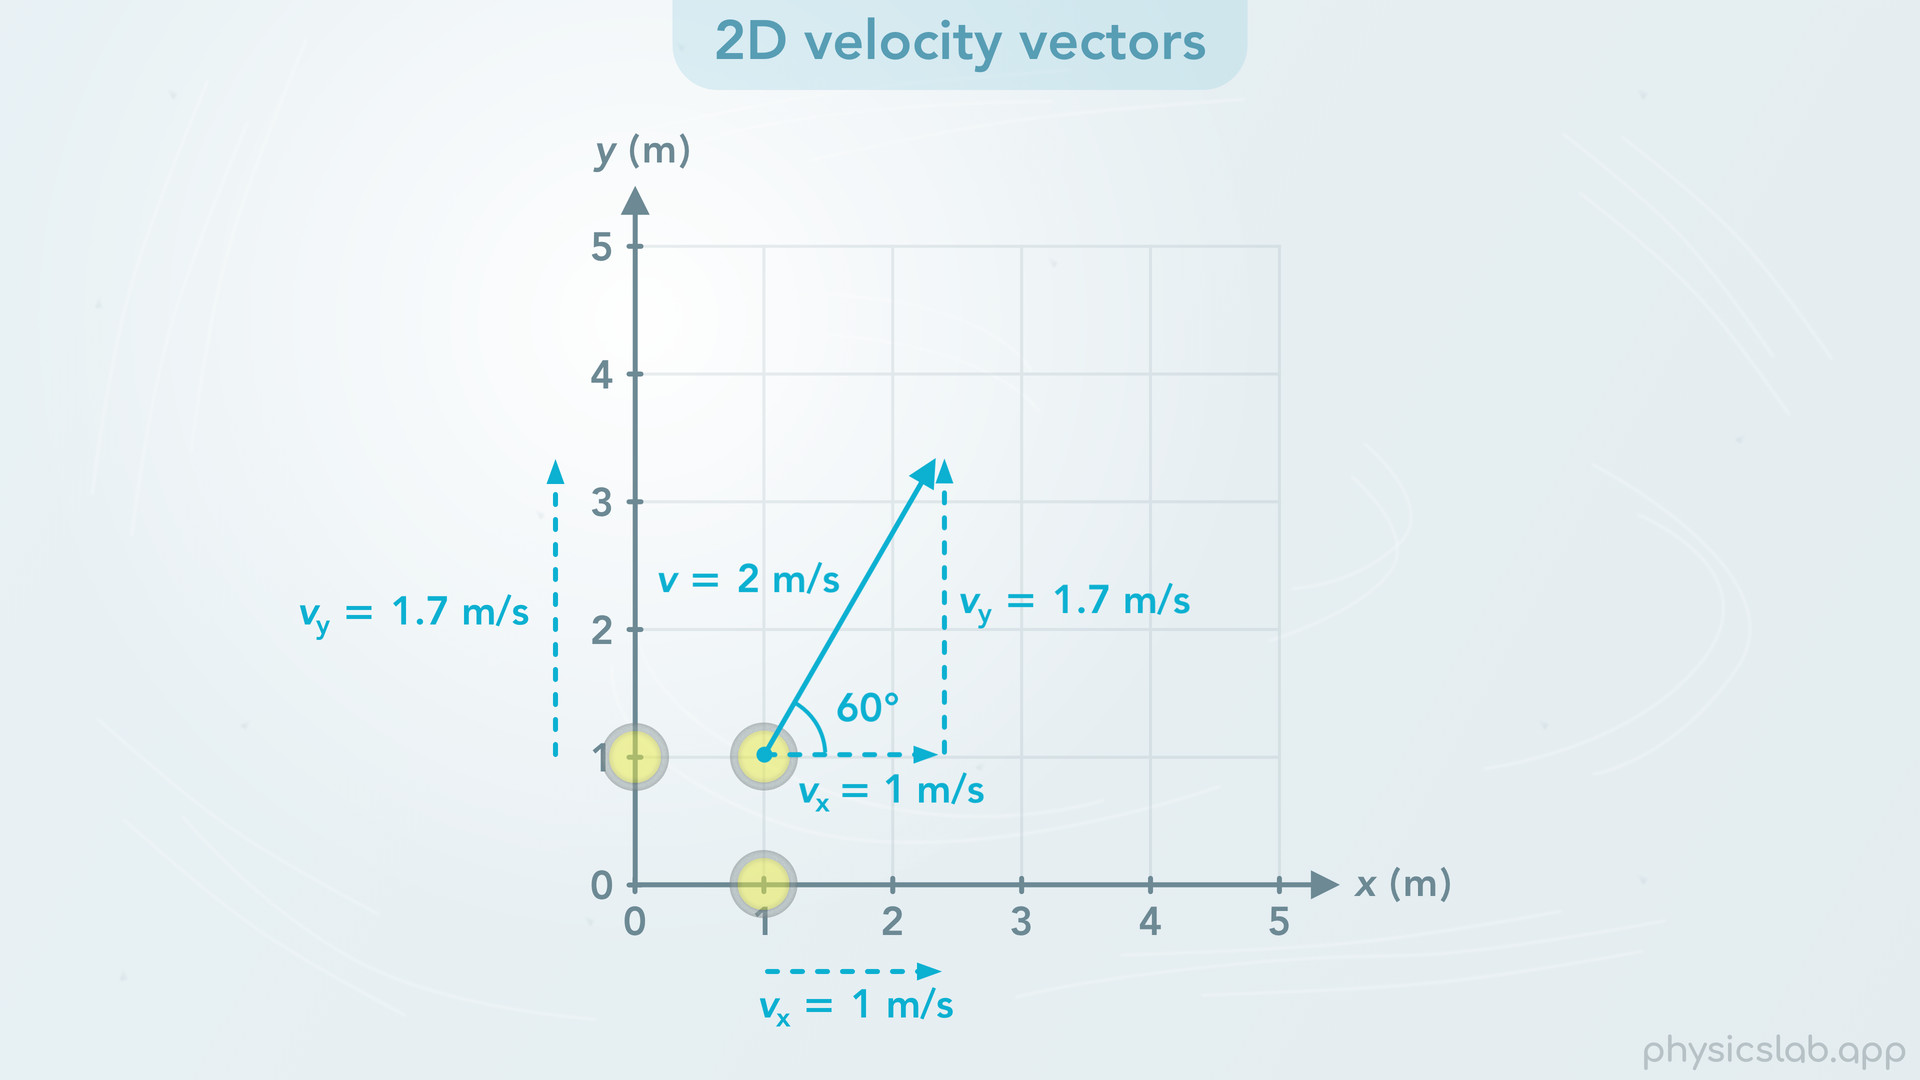 2D velocity vectors
y (m)
5
4
3
2
1
0
v = 2 m/s
vy = 1.7 m/s
vy = 1.7 m/s
60°
vx = 1 m/s
x (m)
0 1 2 3 4 5
vx = 1 m/s
physicslab.app